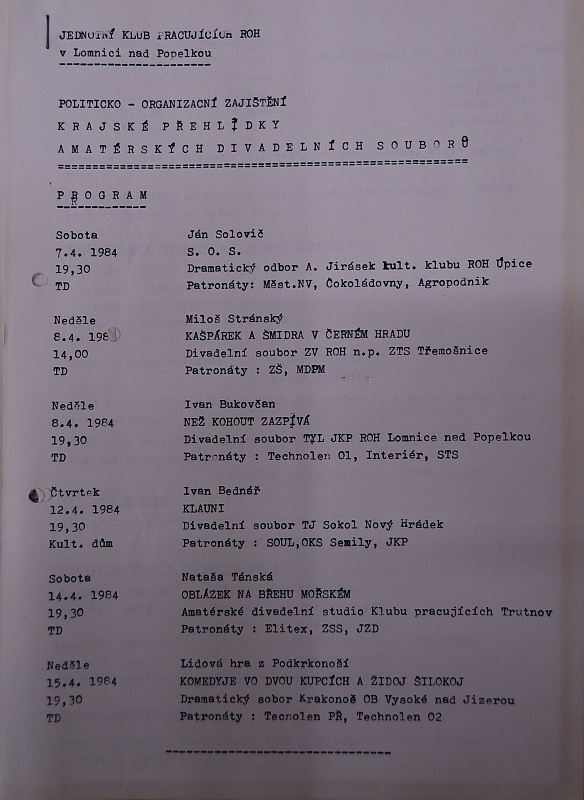 JEDNOTNÝ KLUB PRACUJÍCÍCH ROH
v Lomnici nad Popelkou
POLITICKO - ORGANIZACNÍ ZAJIŠTĚNÍ
K R A J S K É P Ř E H L Í D K Y
A M A T É R S K Ý C H D I V A D E L N Í C H S O U B O R Ů
P R O G R A M
Sobota Ján Solovič
7.4. 1984 S. O. S.
19,30 Dramatický odbor A. Jirásek kult. klubu ROH Úpice
TD Patronáty: Měst.NV, Čokoládovny, Agropodnik
Neděle Miloš Stránský
8.4. 198 KAŠPÁREK A ŠMIDRA V ČERNÉM HRADU
14,00 Divadelní soubor ZV ROH n.p. ZTS Třemošnice
TD Patronáty : ZŠ, MDPM
Neděle Ivan Bukovčan
8.4. 1984 NEŽ KOHOUT ZAZPÍVÁ
19,30 Divadelní soubor TYL JKP ROH Lomnice nad Popelkou
TD Patronáty : Technolen 01, Interiér, STS
Čtvrtek Ivan Bednář
12.4. 1984 KLAUNI
19,30 Divadelní soubor TJ Sokol Nový Hrádek
Kult. dům Patronáty : SOUL,OKS Semily, JKP
Sobota Nataša Tánská
14.4. 1984 OBLÁZEK NA BŘEHU MOŘSKÉM
19,30 Amatérské divadelní studio Klubu pracujících Trutnov
TD Patronáty : Elitex, ZSS, JZD
Neděle Lidová hra z Podkrkonoší
15.4. 1984 KOMEDYJE VO DVOU KUPCÍCH A ŽIDOJ ŠILOKOJ
19,30 Dramatický sobor Krakonoš OB Vysoké nad Jizerou
TD Patronáty : Tecnolen PŘ, Technolen 02